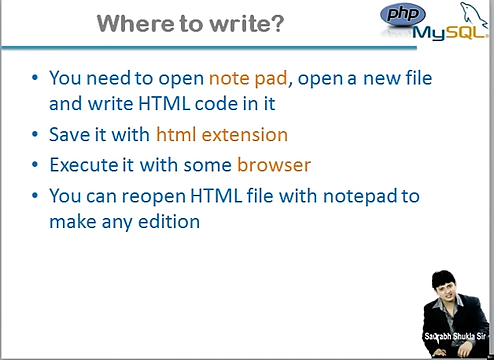 Where to write?
php
MySQL
• You need to open note pad, open a new file
and write HTML code in it
• Save it with html extension
• Execute it with some browser
• You can reopen HTML file with notepad to
make any edition
Saurabh Shukla Sir